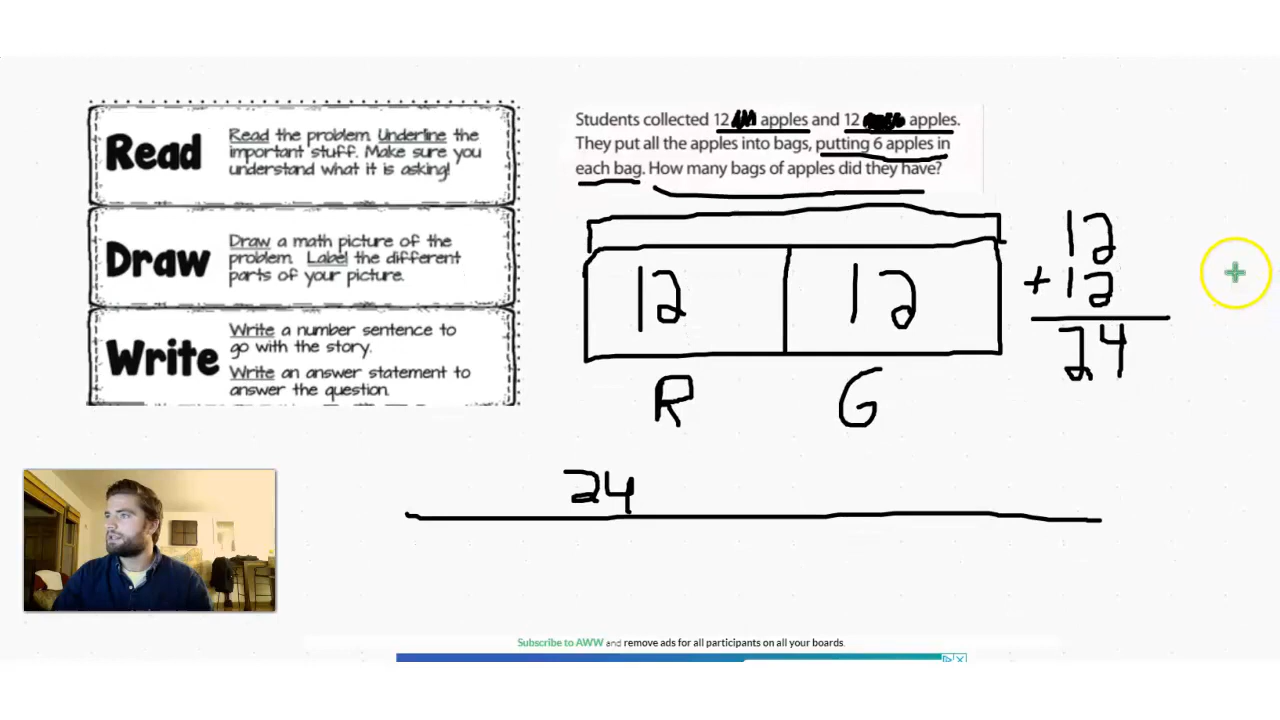 Read
Read the problem. Underline the
important stuff. Make sure you
understand what it is asking!
Draw
Draw a math picture of the
problem. Label the different
parts of your picture.
Write
Write a number sentence to
go with the story.
Write an answer statement to
answer the question.
Students collected 12 apples and 12 apples.
They put all the apples into bags, putting 6 apples in
each bag. How many bags of apples did they have?
12 12
R G
12
+12
24
24
Subscribe to AWW and remove ads for all participants on all your boards.